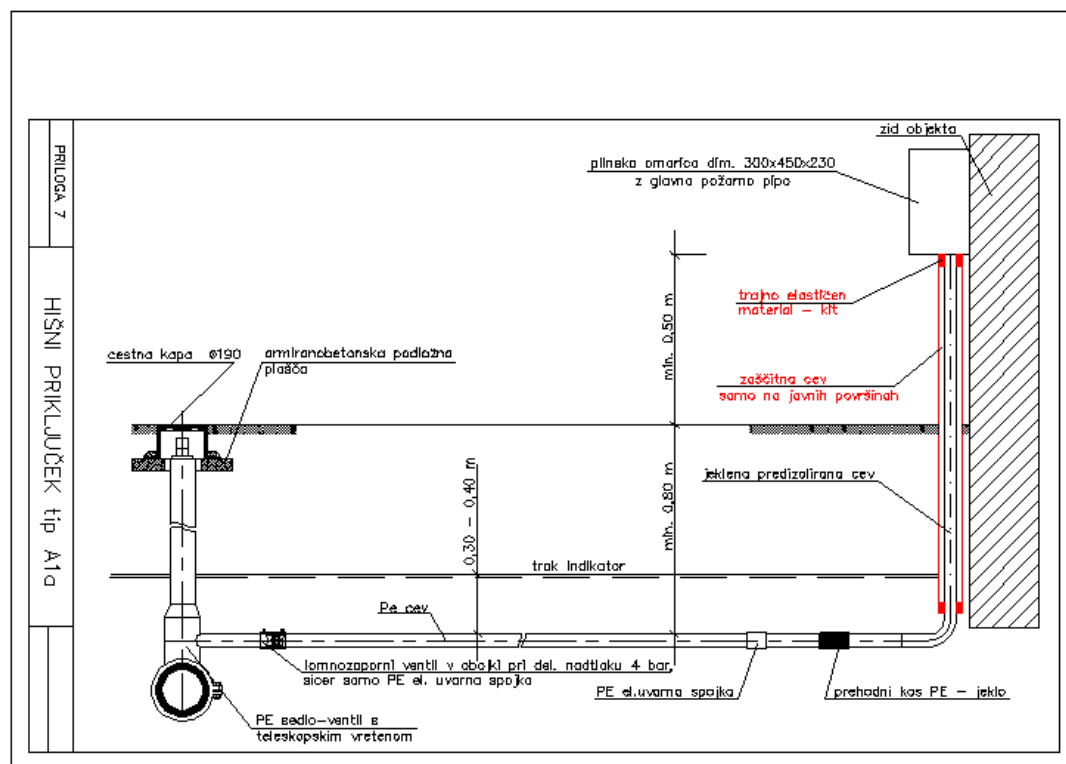 PRILOGA 7
HIŠNI PRIKLJUČEK tip A1a
zid objekta
plinska omarica dim. 300x450x230
z glavno požarno pipo
min. 0,50 m
trajno elastičen
material – kit
cestna kapa ø190
armiranobetonska podložna
plošča
zaščitna cev
samo na javnih površinah
0,30 – 0,40 m
min. 0,80 m
jeklena predizolirana cev
trak indikator
Pe cev
lomnozaporni ventil v obojki pri del. nadtlaku 4 bar,
sicer samo PE el. uvarna spojka
PE el.uvarna spojka
prehodni kos PE – jeklo
PE sedlo–ventil s
teleskopskim vretenom